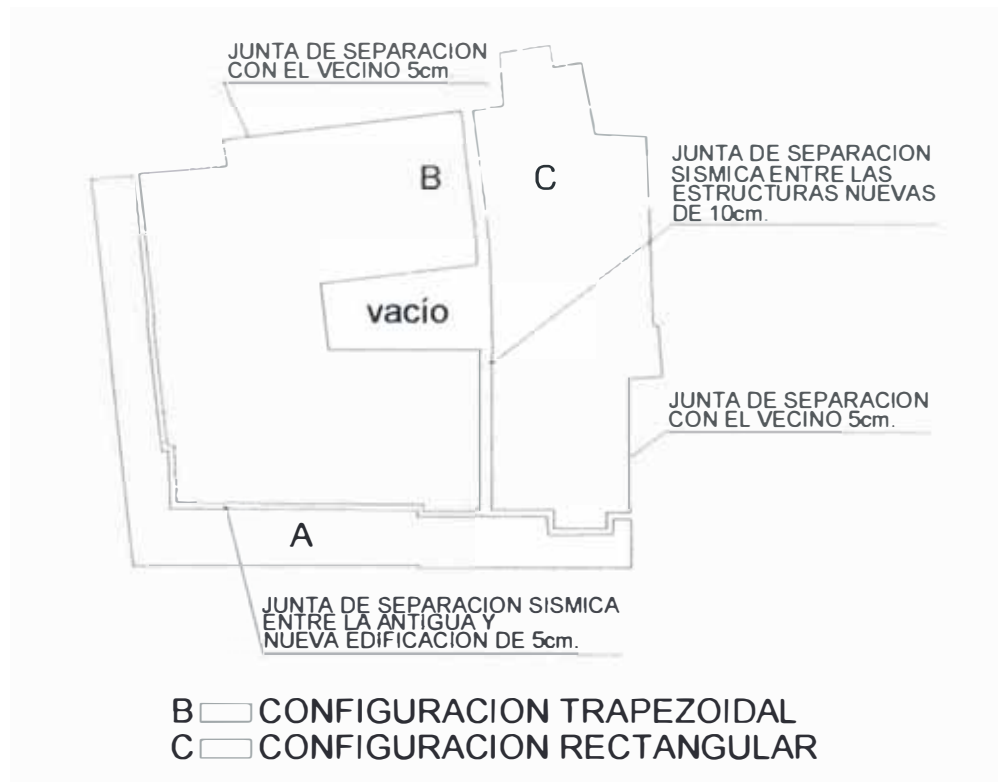 JUNTA DE SEPARACION
CON EL VECINO 5cm
B
C
JUNTA DE SEPARACION
SISMICA ENTRE LAS
ESTRUCTURAS NUEVAS
DE 10cm.
vacío
JUNTA DE SEPARACION
CON EL VECINO 5cm.
A
JUNTA DE SEPARACION SISMICA
ENTRE LA ANTIGUA Y
NUEVA EDIFICACION DE 5cm.
B CONFIGURACION TRAPEZOIDAL
C CONFIGURACION RECTANGULAR